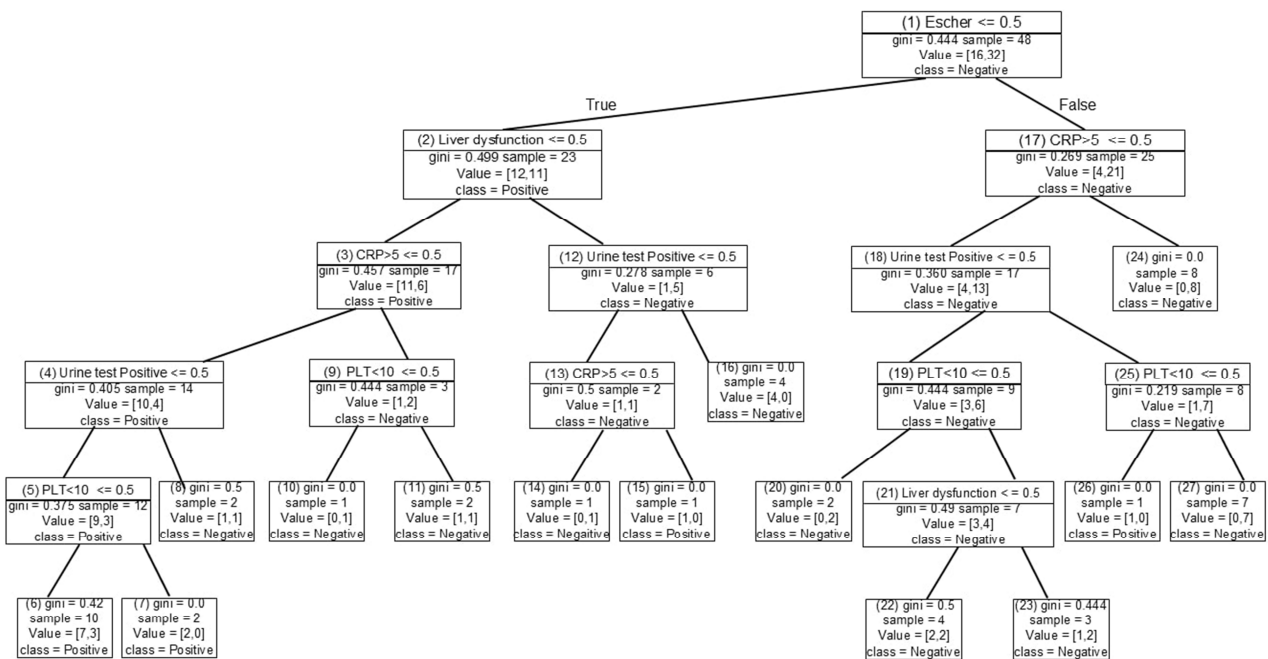 (1) Escher <= 0.5
gini = 0.444 sample = 48
Value = [16,32]
class = Negative
True
False
(2) Liver dysfunction <= 0.5
gini = 0.499 sample = 23
Value = [12,11]
class = Positive
(17) CRP>5 <= 0.5
gini = 0.269 sample = 25
Value = [4,21]
class = Negative
(3) CRP>5 <= 0.5
gini = 0.457 sample = 17
Value = [11,6]
class = Positive
(12) Urine test Positive <= 0.5
gini = 0.278 sample = 6
Value = [1,5]
class = Negative
(18) Urine test Positive < = 0.5
gini = 0.360 sample = 17
Value = [4,13]
class = Negative
(24) gini = 0.0
sample = 8
Value = [0,8]
class = Negative
(4) Urine test Positive <= 0.5
gini = 0.405 sample = 14
Value = [10,4]
class = Positive
(9) PLT<10 <= 0.5
gini = 0.444 sample = 3
Value = [1,2]
class = Negative
(13) CRP>5 <= 0.5
gini = 0.5 sample = 2
Value = [1,1]
class = Negative
(16) gini = 0.0
sample = 4
Value = [4,0]
class = Negative
(19) PLT<10 <= 0.5
gini = 0.444 sample = 9
Value = [3,6]
class = Negative
(25) PLT<10 <= 0.5
gini = 0.219 sample = 8
Value = [1,7]
class = Negative
(5) PLT<10 <= 0.5
gini = 0.375 sample = 12
Value = [9,3]
class = Positive
(8) gini = 0.5
sample = 2
Value = [1,1]
class = Negative
(10) gini = 0.0
sample = 1
Value = [0,1]
class = Negative
(11) gini = 0.5
sample = 2
Value = [1,1]
class = Negative
(14) gini = 0.0
sample = 1
Value = [0,1]
class = Negaitive
(15) gini = 0.0
sample = 1
Value = [1,0]
class = Positive
(20) gini = 0.0
sample = 2
Value = [0,2]
class = Negative
(21) Liver dysfunction < = 0.5
gini = 0.49 sample = 7
Value = [3,4]
class = Negative
(26) gini = 0.0
sample = 1
Value = [1,0]
class = Positive
(27) gini = 0.0
sample = 7
Value = [0,7]
class = Negative
(6) gini = 0.42
sample = 10
Value = [7,3]
class = Positive
(7) gini = 0.0
sample = 2
Value = [2,0]
class = Positive
(22) gini = 0.5
sample = 4
Value = [2,2]
class = Negative
(23) gini = 0.444
sample = 3
Value = [1,2]
class = Negative